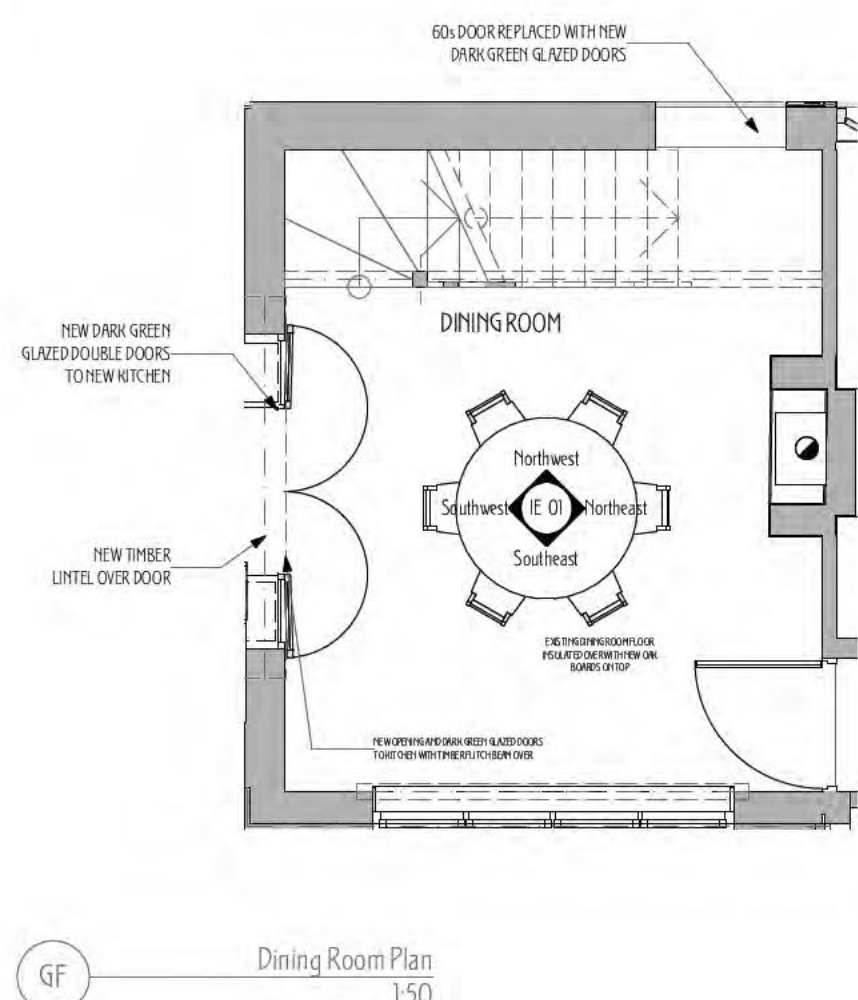 60s DOOR REPLACED WITH NEW
DARK GREEN GLAZED DOORS
NEW DARK GREEN
GLAZED DOUBLE DOORS
TO NEW KITCHEN
DINING ROOM
Northwest
Southwest
IE 01
Northeast
Southeast
NEW TIMBER
LINTEL OVER DOOR
EXISTING DINING ROOM FLOOR
INSULATED OVER WITH NEW OAK
BOARDS ON TOP
NEW OPENING AND DARK GREEN GLAZED DOORS
TO KITCHEN WITH TIMBER FLITCH BEAM OVER
GF
Dining Room Plan
1:50